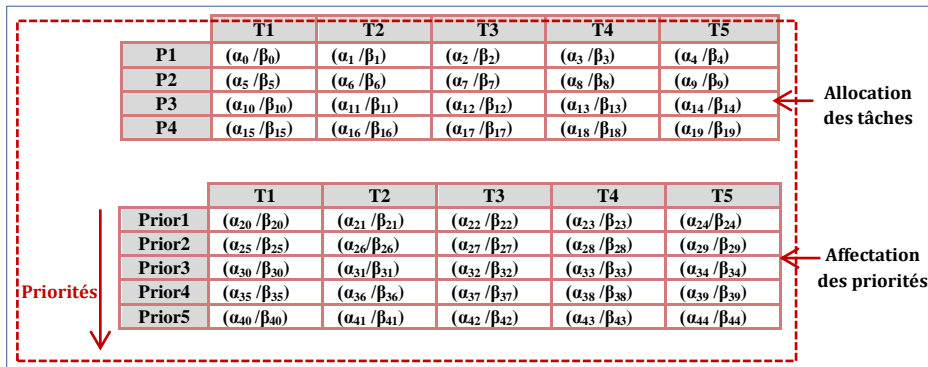 T1 T2 T3 T4 T5
P1 (α₀ /β₀) (α₁ /β₁) (α₂ /β₂) (α₃ /β₃) (α₄ /β₄)
P2 (α₅ /β₅) (α₆ /β₆) (α₇ /β₇) (α₈ /β₈) (α₉ /β₉)
P3 (α₁₀ /β₁₀) (α₁₁ /β₁₁) (α₁₂ /β₁₂) (α₁₃ /β₁₃) (α₁₄ /β₁₄)
P4 (α₁₅ /β₁₅) (α₁₆ /β₁₆) (α₁₇ /β₁₇) (α₁₈ /β₁₈) (α₁₉ /β₁₉)
Allocation
des tâches
T1 T2 T3 T4 T5
Prior1 (α₂₀ /β₂₀) (α₂₁ /β₂₁) (α₂₂ /β₂₂) (α₂₃ /β₂₃) (α₂₄/β₂₄)
Prior2 (α₂₅ /β₂₅) (α₂₆/β₂₆) (α₂₇ /β₂₇) (α₂₈ /β₂₈) (α₂₉ /β₂₉)
Prior3 (α₃₀ /β₃₀) (α₃₁/β₃₁) (α₃₂ /β₃₂) (α₃₃ /β₃₃) (α₃₄ /β₃₄)
Prior4 (α₃₅ /β₃₅) (α₃₆ /β₃₆) (α₃₇/β₃₇) (α₃₈ /β₃₈) (α₃₉ /β₃₉)
Prior5 (α₄₀ /β₄₀) (α₄₁ /β₄₁) (α₄₂ /β₄₂) (α₄₃ /β₄₃) (α₄₄ /β₄₄)
Priorités
Affectation
des priorités